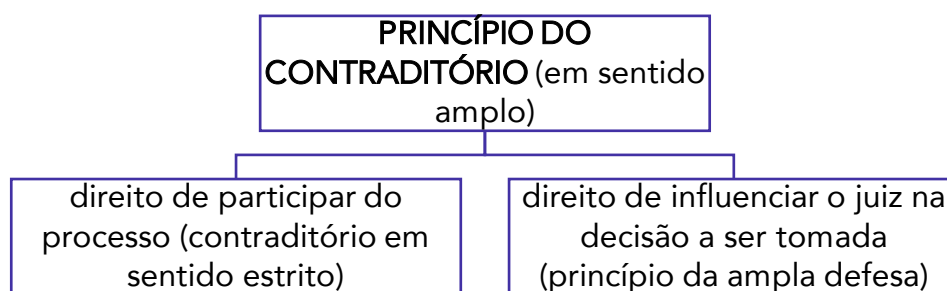 PRINCÍPIO DO
CONTRADITÓRIO (em sentido
amplo)
direito de participar do
processo (contraditório em
sentido estrito)
direito de influenciar o juiz na
decisão a ser tomada
(princípio da ampla defesa)